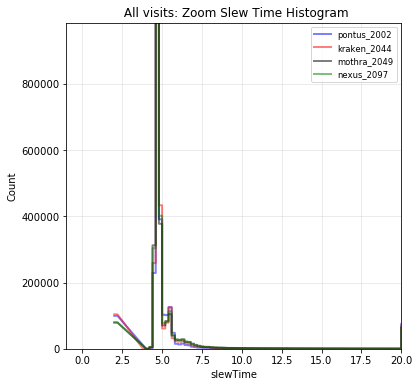 All visits: Zoom Slew Time Histogram
pontus_2002
kraken_2044
mothra_2049
nexus_2097
800000
600000
400000
200000
0
Count
0.0 2.5 5.0 7.5 10.0 12.5 15.0 17.5 20.0
slewTime